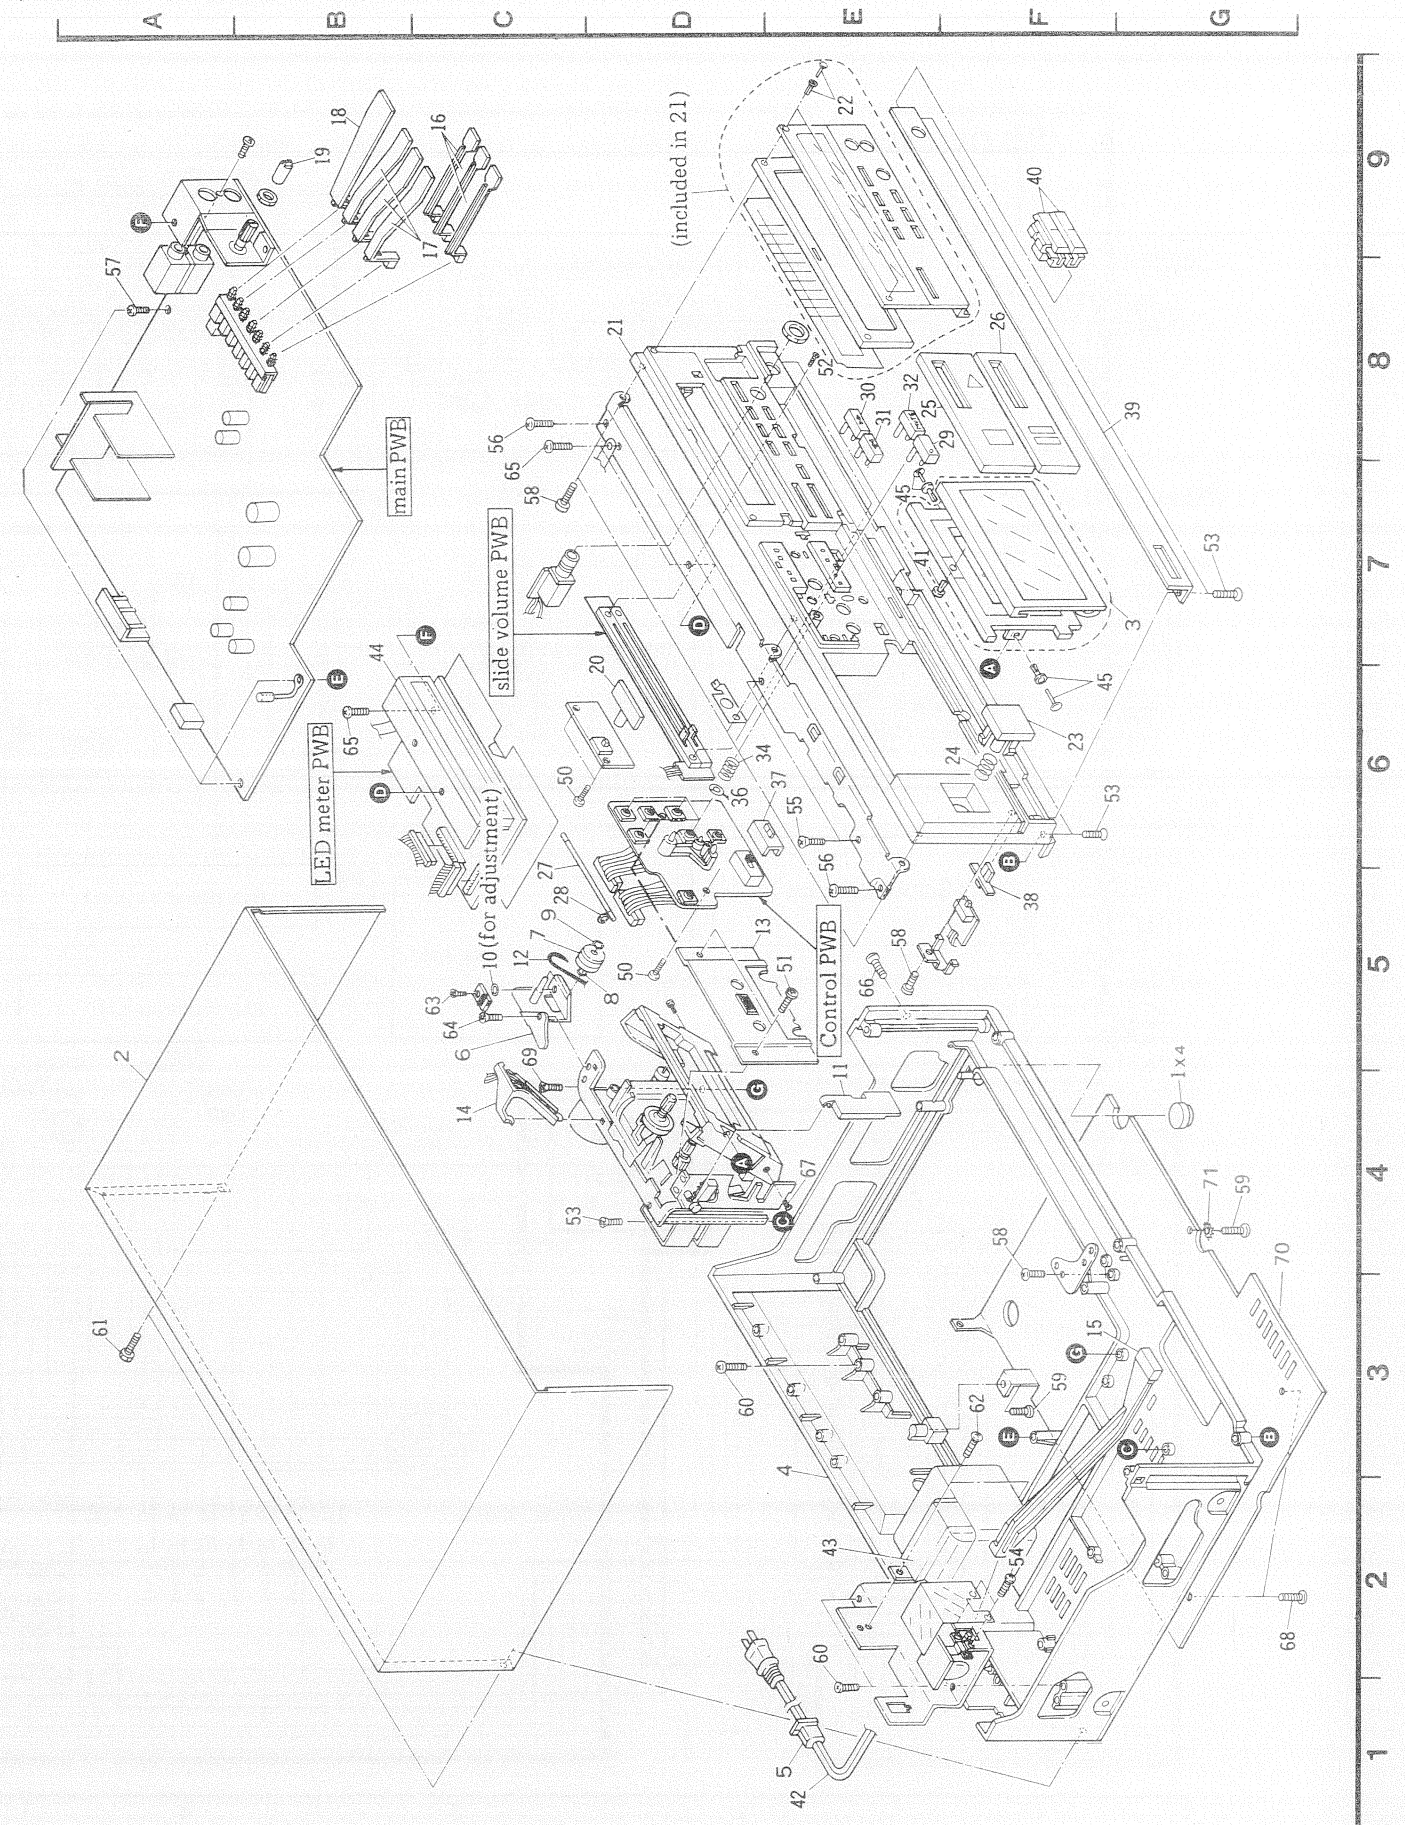 A
B
C
D
E
F
G
9
8
7
6
5
4
3
2
1
18
19
16
17
F
57
main PWB
(included in 21)
22
40
21
52
30
31
32
29
25
26
39
56
65
58
slide volume PWB
45
41
3
53
20
D
44
F
E
LED meter PWB
65
D
50
34
36
37
A
45
23
24
55
56
53
B
38
10 (for adjustment)
27
28
9
7
12
8
63
64
6
69
14
50
13
51
Control PWB
58
66
2
11
1 x 4
G
A
67
53
C
61
58
71
59
70
15
G
60
59
62
E
C
B
4
43
54
68
60
5
42